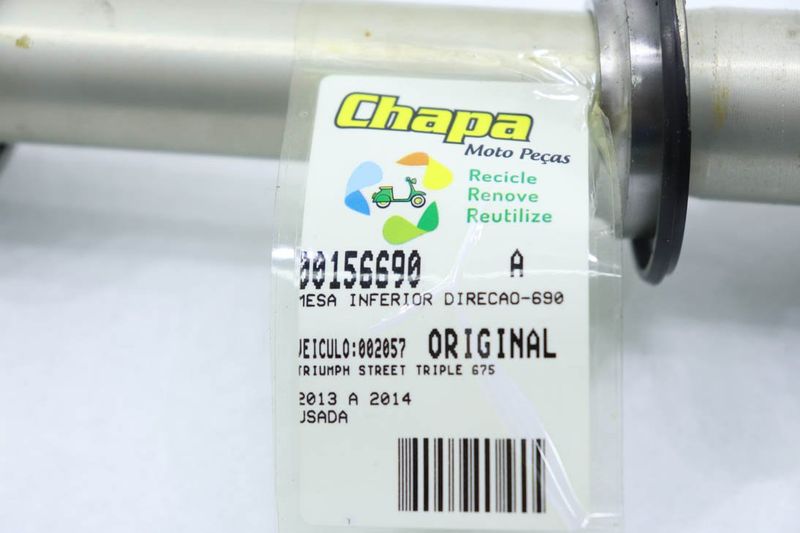 Chapa
Moto Peças
Recicle
Renove
Reutilize
00156690 A
MESA INFERIOR DIRECAO-690
VEICULO:002057 ORIGINAL
TRIUMPH STREET TRIPLE 675
2013 A 2014
USADA